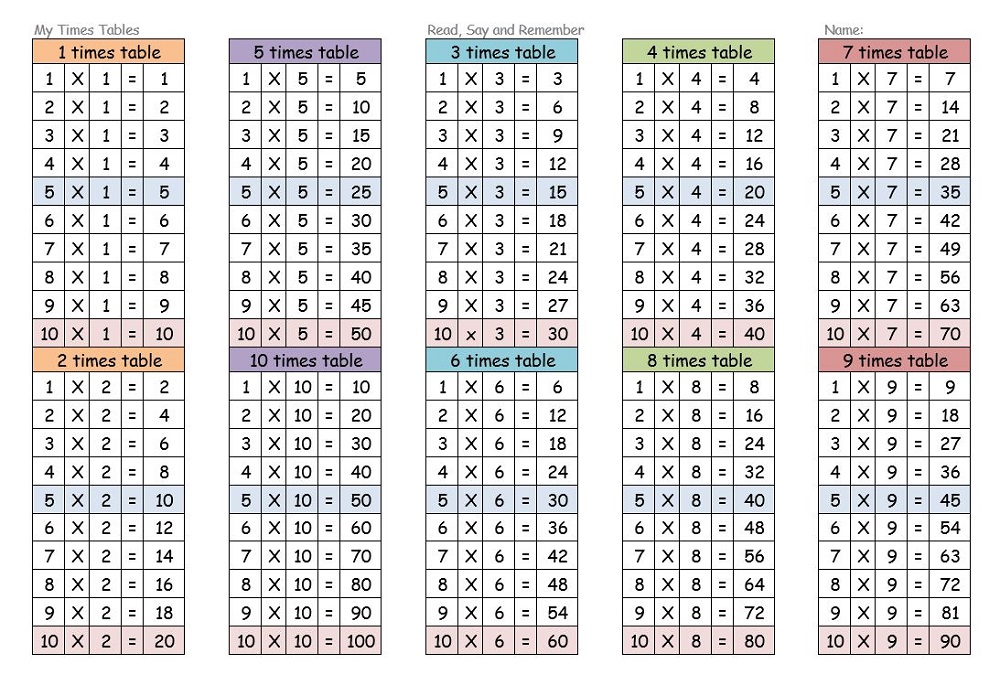 My Times Tables Read, Say and Remember Name:
1 times table 5 times table 3 times table 4 times table 7 times table
1 X 1 = 1 1 X 5 = 5 1 X 3 = 3 1 X 4 = 4 1 X 7 = 7
2 X 1 = 2 2 X 5 = 10 2 X 3 = 6 2 X 4 = 8 2 X 7 = 14
3 X 1 = 3 3 X 5 = 15 3 X 3 = 9 3 X 4 = 12 3 X 7 = 21
4 X 1 = 4 4 X 5 = 20 4 X 3 = 12 4 X 4 = 16 4 X 7 = 28
5 X 1 = 5 5 X 5 = 25 5 X 3 = 15 5 X 4 = 20 5 X 7 = 35
6 X 1 = 6 6 X 5 = 30 6 X 3 = 18 6 X 4 = 24 6 X 7 = 42
7 X 1 = 7 7 X 5 = 35 7 X 3 = 21 7 X 4 = 28 7 X 7 = 49
8 X 1 = 8 8 X 5 = 40 8 X 3 = 24 8 X 4 = 32 8 X 7 = 56
9 X 1 = 9 9 X 5 = 45 9 X 3 = 27 9 X 4 = 36 9 X 7 = 63
10 X 1 = 10 10 X 5 = 50 10 x 3 = 30 10 X 4 = 40 10 X 7 = 70
2 times table 10 times table 6 times table 8 times table 9 times table
1 X 2 = 2 1 X 10 = 10 1 X 6 = 6 1 X 8 = 8 1 X 9 = 9
2 X 2 = 4 2 X 10 = 20 2 X 6 = 12 2 X 8 = 16 2 X 9 = 18
3 X 2 = 6 3 X 10 = 30 3 X 6 = 18 3 X 8 = 24 3 X 9 = 27
4 X 2 = 8 4 X 10 = 40 4 X 6 = 24 4 X 8 = 32 4 X 9 = 36
5 X 2 = 10 5 X 10 = 50 5 X 6 = 30 5 X 8 = 40 5 X 9 = 45
6 X 2 = 12 6 X 10 = 60 6 X 6 = 36 6 X 8 = 48 6 X 9 = 54
7 X 2 = 14 7 X 10 = 70 7 X 6 = 42 7 X 8 = 56 7 X 9 = 63
8 X 2 = 16 8 X 10 = 80 8 X 6 = 48 8 X 8 = 64 8 X 9 = 72
9 X 2 = 18 9 X 10 = 90 9 X 6 = 54 9 X 8 = 72 9 X 9 = 81
10 X 2 = 20 10 X 10 = 100 10 X 6 = 60 10 X 8 = 80 10 X 9 = 90